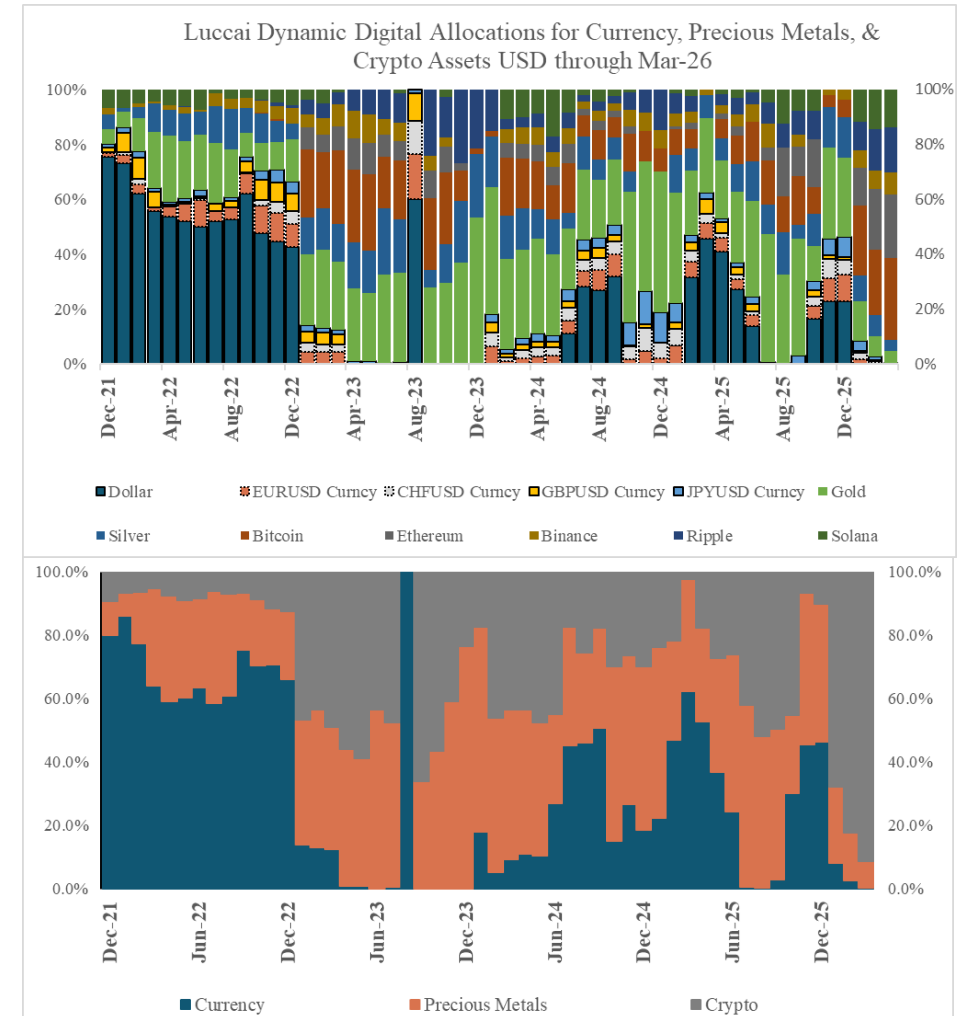 Luccai Dynamic Digital Allocations for Currency, Precious Metals, &
Crypto Assets USD through Mar-26
100% 100%
80% 80%
60% 60%
40% 40%
20% 20%
0% 0%
Dec-21 Apr-22 Aug-22 Dec-22 Apr-23 Aug-23 Dec-23 Apr-24 Aug-24 Dec-24 Apr-25 Aug-25 Dec-25
Dollar EURUSD Curncy CHFUSD Curncy GBPUSD Curncy JPYUSD Curncy Gold
Silver Bitcoin Ethereum Binance Ripple Solana
100.0% 100.0%
80.0% 80.0%
60.0% 60.0%
40.0% 40.0%
20.0% 20.0%
0.0% 0.0%
Dec-21 Jun-22 Dec-22 Jun-23 Dec-23 Jun-24 Dec-24 Jun-25 Dec-25
Currency Precious Metals Crypto